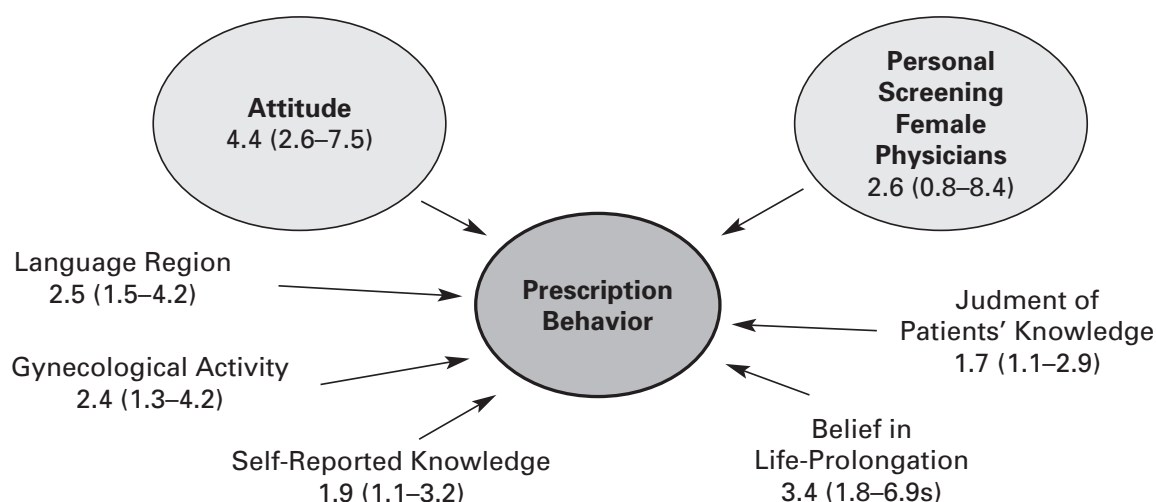 Attitude
4.4 (2.6–7.5)
Personal
Screening
Female
Physicians
2.6 (0.8–8.4)
Language Region
2.5 (1.5–4.2)
Prescription
Behavior
Judment of
Patients’ Knowledge
1.7 (1.1–2.9)
Gynecological Activity
2.4 (1.3–4.2)
Self-Reported Knowledge
1.9 (1.1–3.2)
Belief in
Life-Prolongation
3.4 (1.8–6.9s)